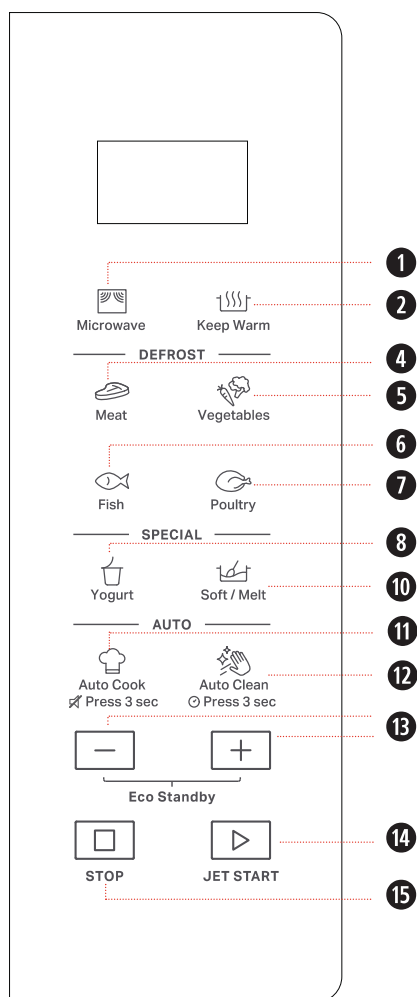 1
Microwave Keep Warm
2
DEFROST
4
Meat Vegetables
5
6
Fish Poultry
7
SPECIAL
8
Yogurt Soft / Melt
10
AUTO
11
Auto Cook Auto Clean
12
Press 3 sec Press 3 sec
13
Eco Standby
14
STOP JET START
15